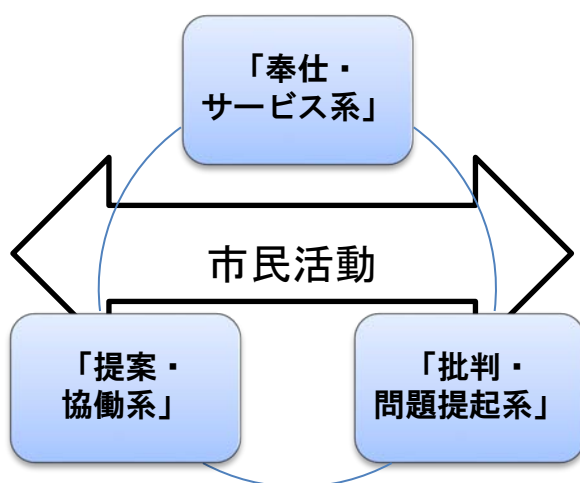 「奉仕・
サービス系」
市民活動
「提案・
協働系」
「批判・
問題提起系」